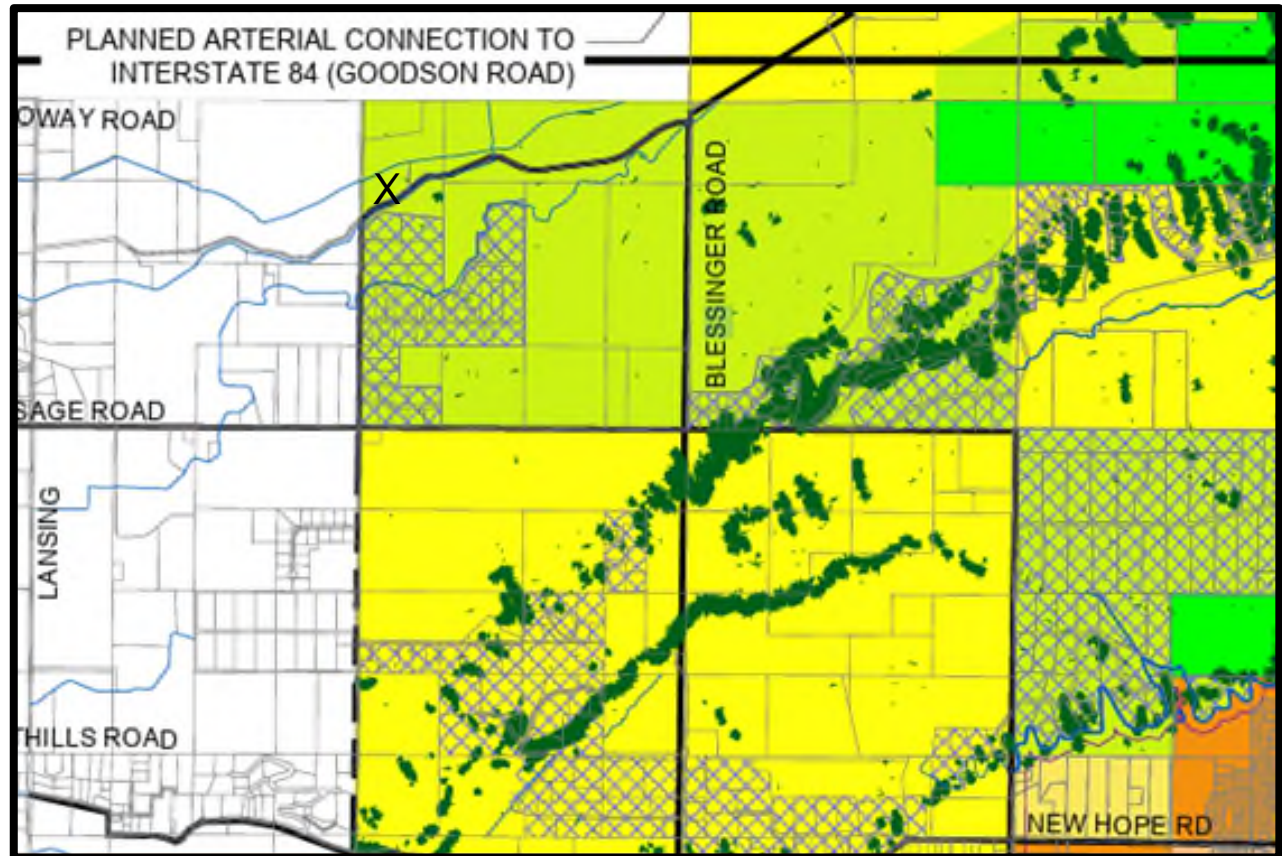 PLANNED ARTERIAL CONNECTION TO
INTERSTATE 84 (GOODSON ROAD)
OWAY ROAD
X
BLESSINGER ROAD
SAGE ROAD
LANSING
THILLS ROAD
NEW HOPE RD